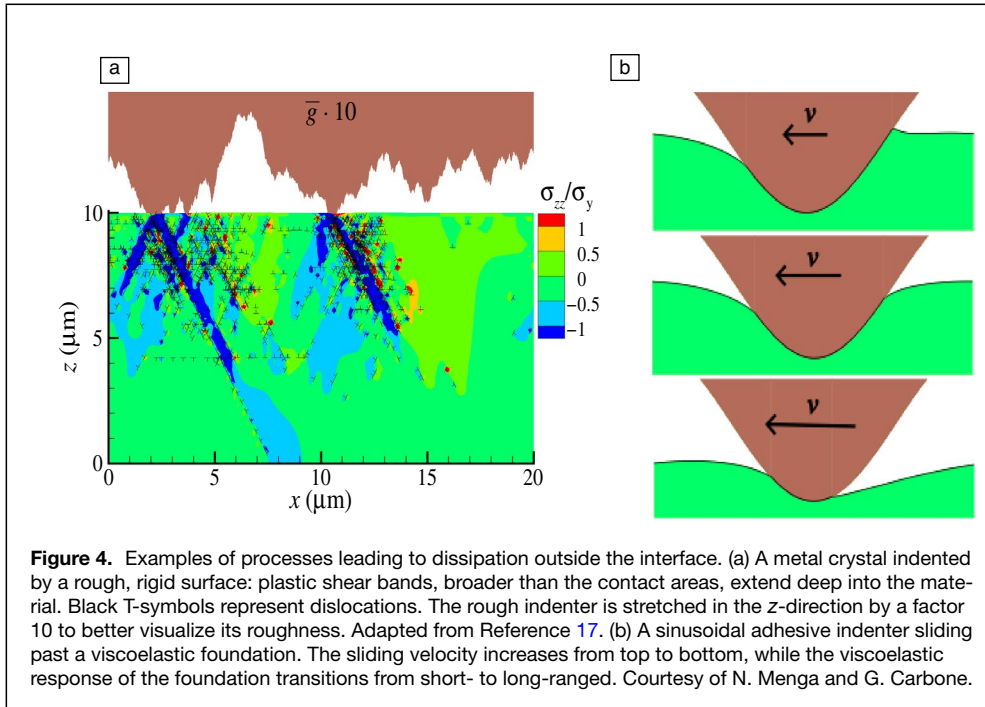 a
b
g̅ · 10
v
σzz/σy
10
1
0.5
0
−0.5
−1
5
z (μm)
0
0 5 10 15 20
x (μm)
v
v
Figure 4. Examples of processes leading to dissipation outside the interface. (a) A metal crystal indented
by a rough, rigid surface: plastic shear bands, broader than the contact areas, extend deep into the mate-
rial. Black T-symbols represent dislocations. The rough indenter is stretched in the z-direction by a factor
10 to better visualize its roughness. Adapted from Reference 17. (b) A sinusoidal adhesive indenter sliding
past a viscoelastic foundation. The sliding velocity increases from top to bottom, while the viscoelastic
response of the foundation transitions from short- to long-ranged. Courtesy of N. Menga and G. Carbone.